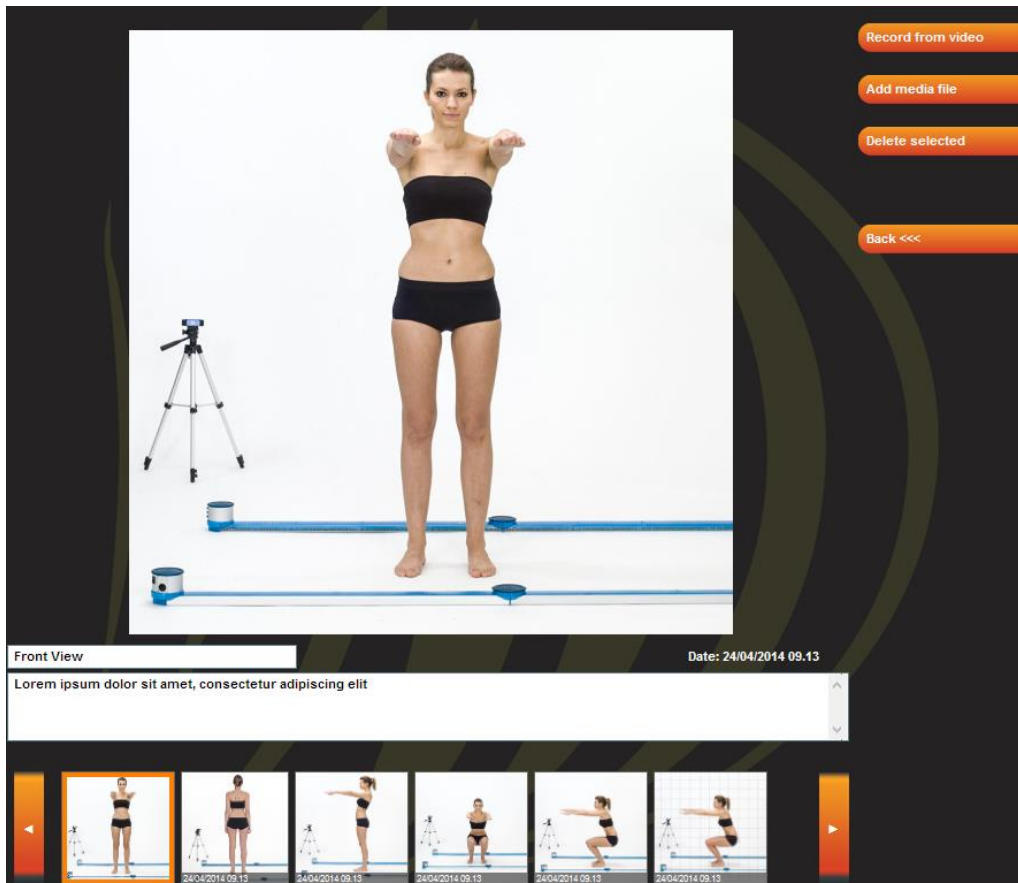 Record from video
Add media file
Delete selected
Back <<<
Front View
Date: 24/04/2014 09.13
Lorem ipsum dolor sit amet, consectetur adipiscing elit
24/04/2014 09.13
24/04/2014 09.13
24/04/2014 09.13
24/04/2014 09.13
24/04/2014 09.13